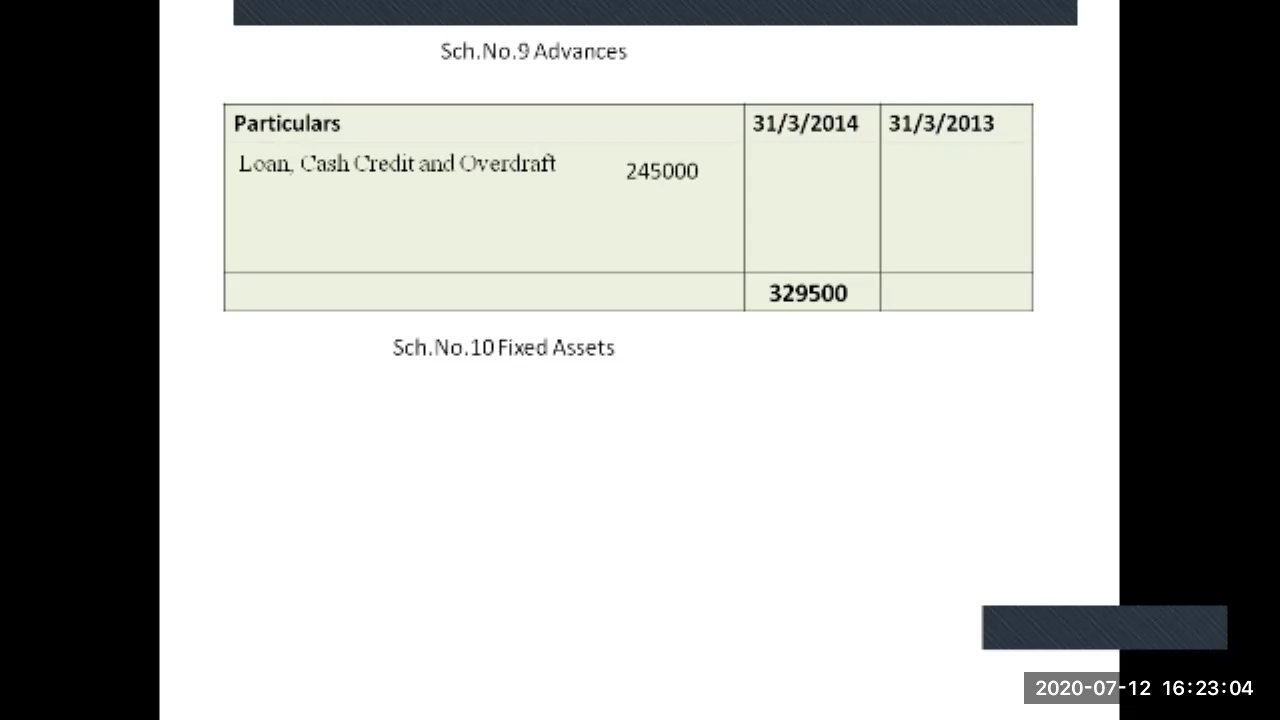 Sch.No.9 Advances
Particulars 31/3/2014 31/3/2013
Loan, Cash Credit and Overdraft 245000
329500
Sch.No.10 Fixed Assets
2020-07-12 16:23:04